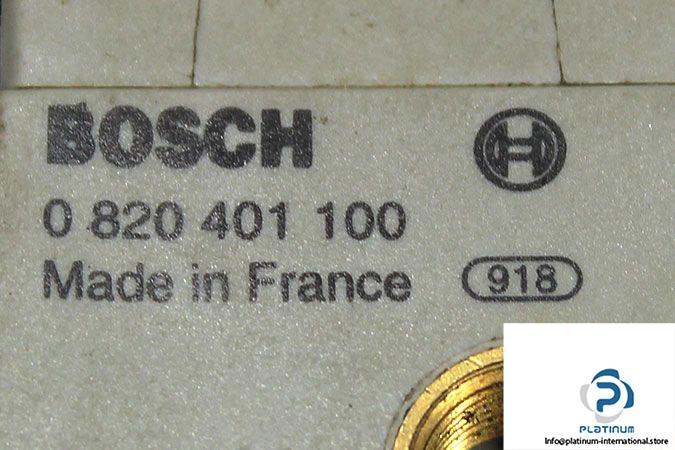 BOSCH
0 820 401 100
Made in France 918
PLATINUM
Info@platinum-international.store